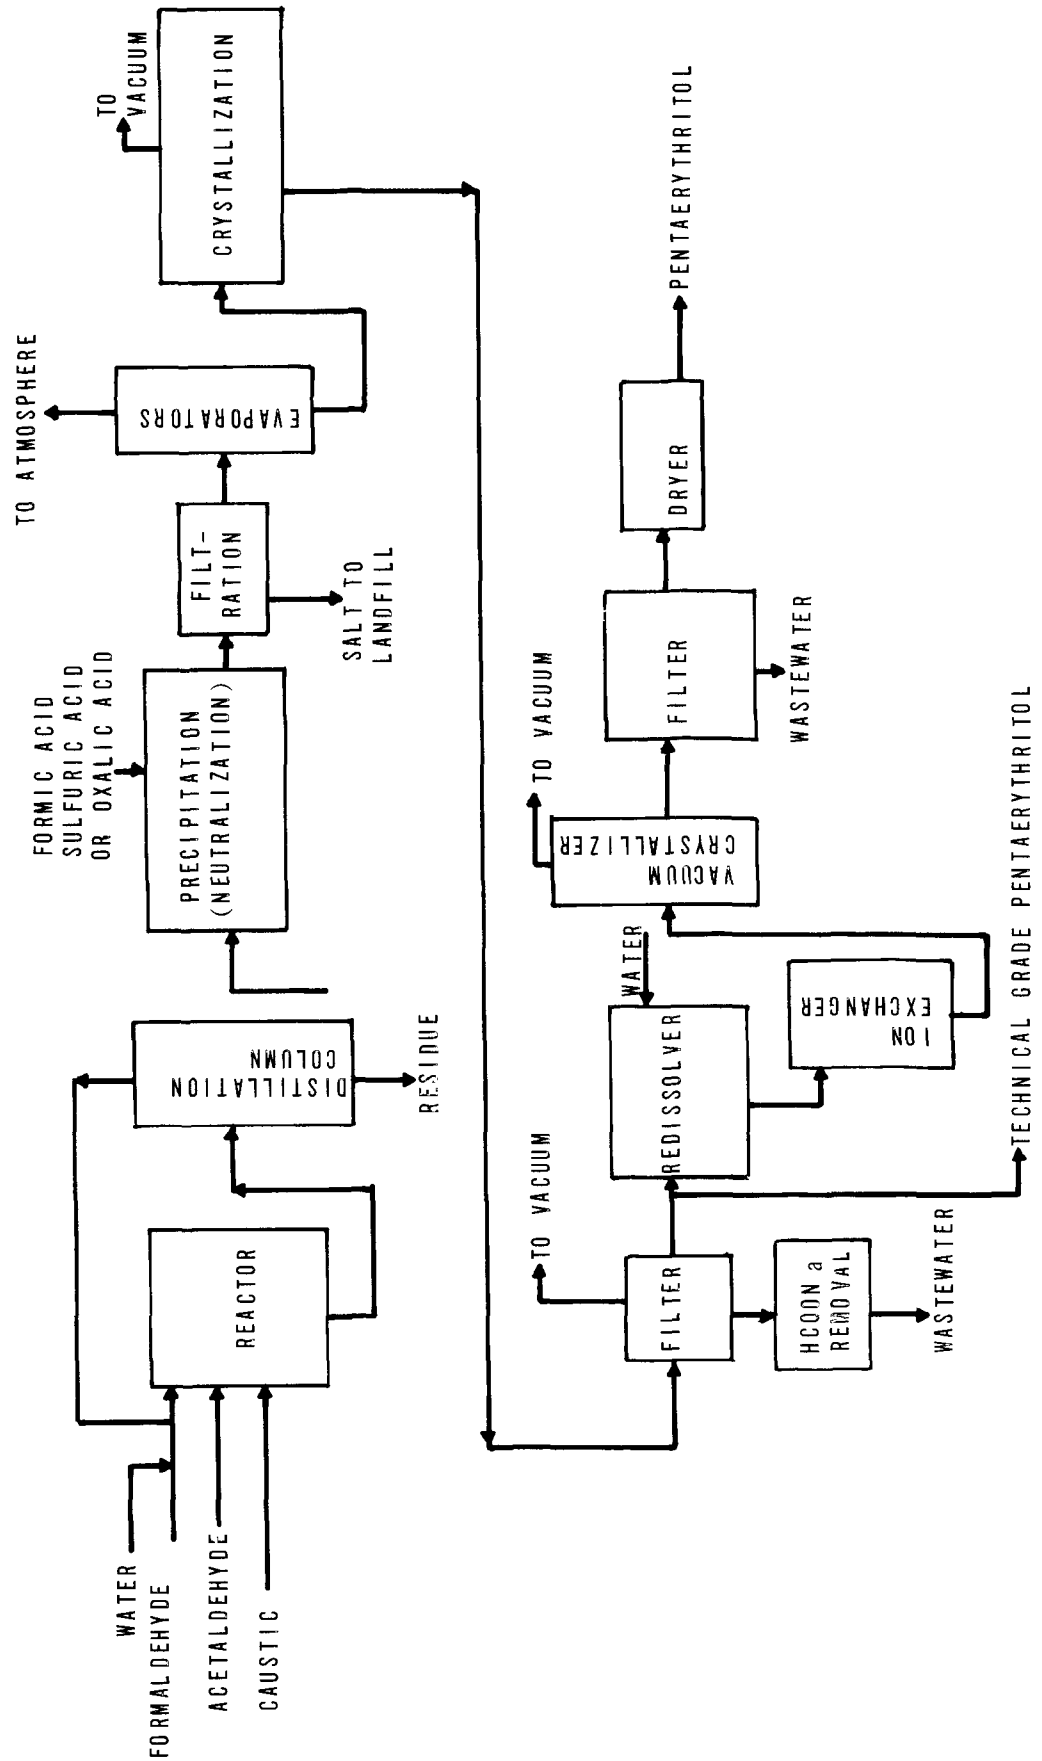 WATER
FORMALDEHYDE
ACETALDEHYDE
CAUSTIC
REACTOR
DISTILLATION
COLUMN
RESIDUE
FORMIC ACID
SULFURIC ACID
OR OXALIC ACID
PRECIPITATION
(NEUTRALIZATION)
FILT-
RATION
SALT TO
LANDFILL
TO ATMOSPHERE
EVAPORATORS
TO
VACUUM
CRYSTALLIZATION
TO VACUUM
FILTER
HCOON a
REMOVAL
WASTEWATER
WATER
REDISSOLVER
ION
EXCHANGER
TO VACUUM
VACUUM
CRYSTALLIZER
FILTER
WASTEWATER
DRYER
PENTAERYTHRITOL
TECHNICAL GRADE PENTAERYTHRITOL